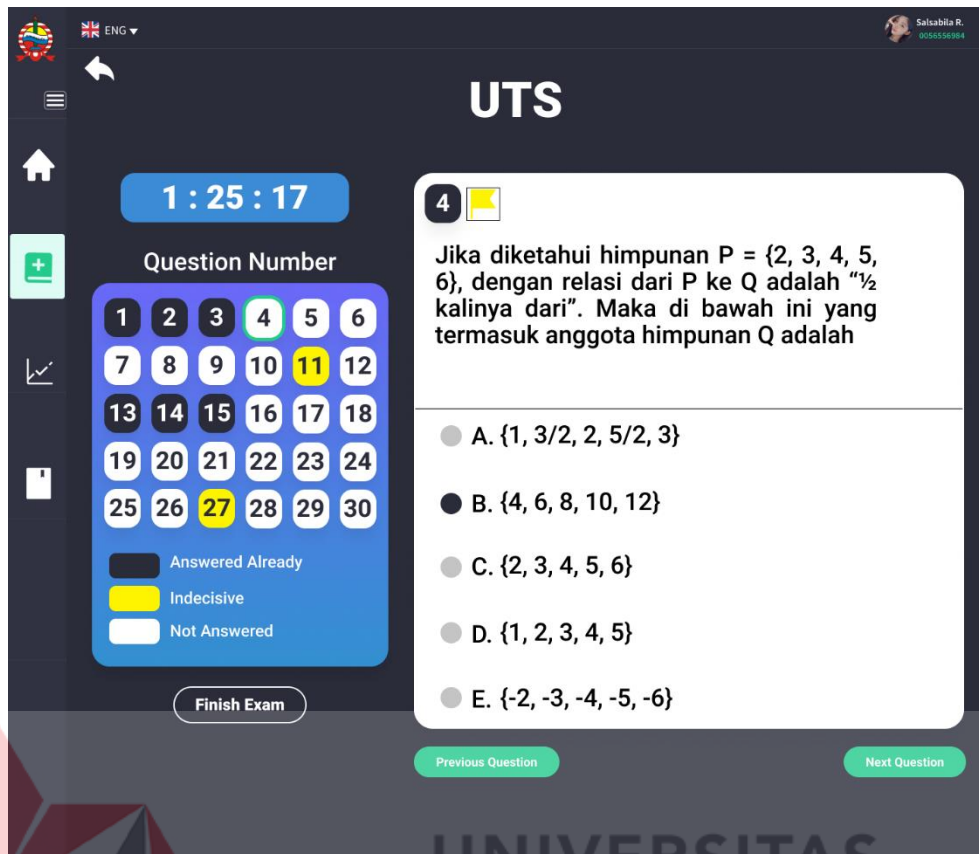 ENG
Salsabila R.
0056556984
UTS
1 : 25 : 17
Question Number
1 2 3 4 5 6
7 8 9 10 11 12
13 14 15 16 17 18
19 20 21 22 23 24
25 26 27 28 29 30
Answered Already
Indecisive
Not Answered
Finish Exam
4
Jika diketahui himpunan P = {2, 3, 4, 5,
6}, dengan relasi dari P ke Q adalah “½
kalinya dari”. Maka di bawah ini yang
termasuk anggota himpunan Q adalah
A. {1, 3/2, 2, 5/2, 3}
B. {4, 6, 8, 10, 12}
C. {2, 3, 4, 5, 6}
D. {1, 2, 3, 4, 5}
E. {-2, -3, -4, -5, -6}
Previous Question
Next Question
UNIVERSITAS